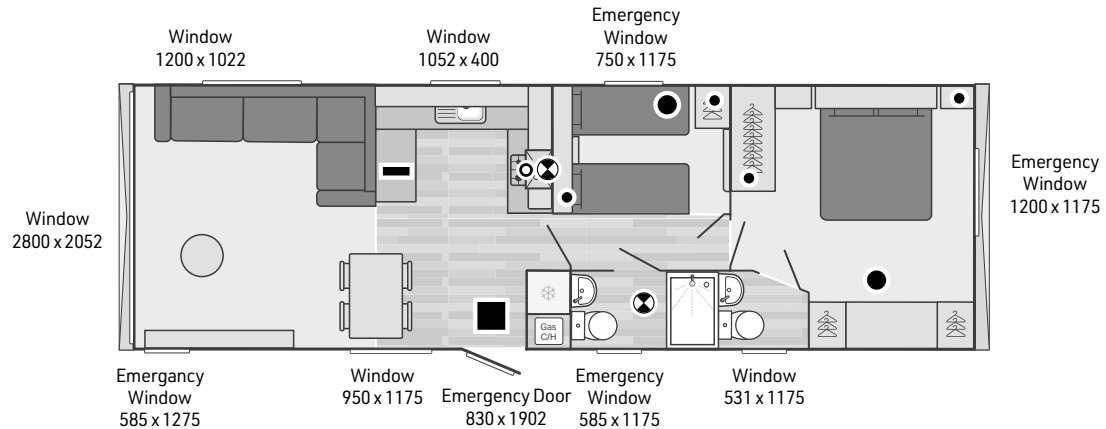 Window
1200 x 1022
Window
1052 x 400
Emergency
Window
750 x 1175
Window
2800 x 2052
Emergency
Window
1200 x 1175
Gas
C/H
Emergancy
Window
585 x 1275
Window
950 x 1175
Emergency Door
830 x 1902
Emergency
Window
585 x 1175
Window
531 x 1175